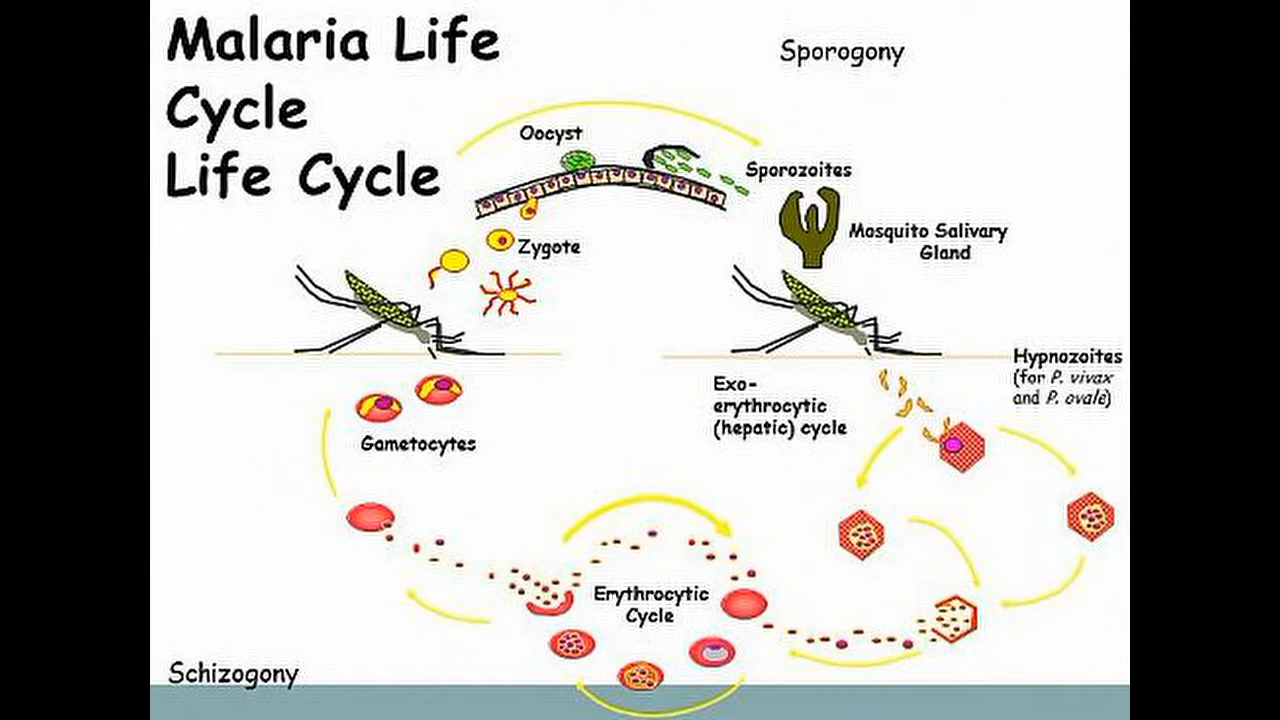 Malaria Life
Cycle
Life Cycle
Sporogony
Oocyst
Sporozoites
Mosquito Salivary
Gland
Zygote
Hypnozoites
(for P. vivax
and P. ovale)
Exo-
erythrocytic
(hepatic) cycle
Gametocytes
Erythrocytic
Cycle
Schizogony